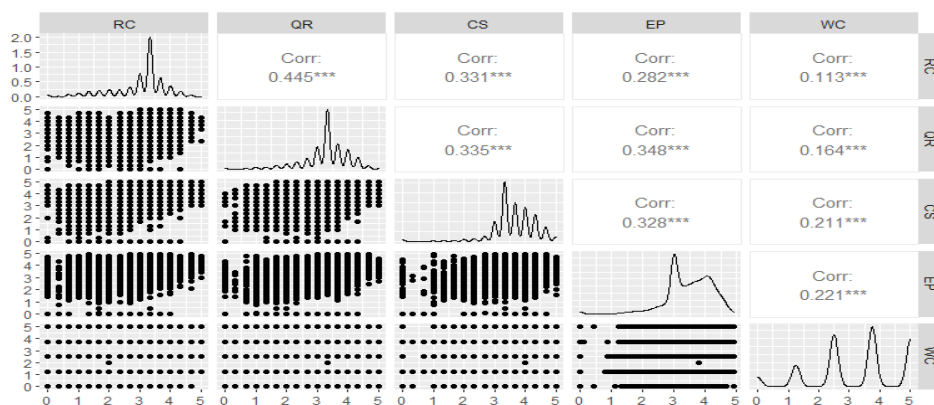 RC QR CS EP WC
2.0
1.5
1.0
0.5
0.0
Corr:
0.445***
Corr:
0.331***
Corr:
0.282***
Corr:
0.113***
RC
5
4
3
2
1
0
Corr:
0.335***
Corr:
0.348***
Corr:
0.164***
QR
5
4
3
2
1
0
Corr:
0.328***
Corr:
0.211***
CS
5
4
3
2
1
0
Corr:
0.221***
EP
5
4
3
2
1
0
WC
0 1 2 3 4 5 0 1 2 3 4 5 0 1 2 3 4 5 0 1 2 3 4 5 0 1 2 3 4 5